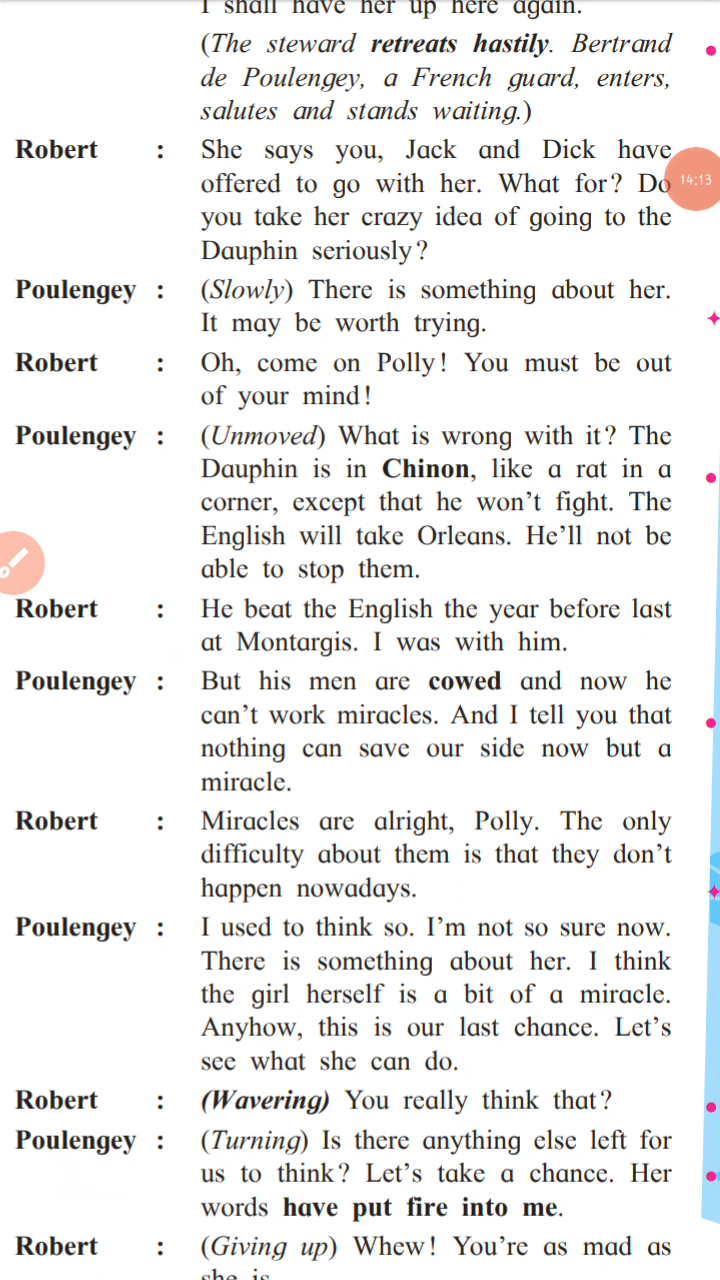 I shall have her up here again.
(The steward retreats hastily. Bertrand
de Poulengey, a French guard, enters,
salutes and stands waiting.)
Robert : She says you, Jack and Dick have
offered to go with her. What for? Do
you take her crazy idea of going to the
Dauphin seriously?
Poulengey : (Slowly) There is something about her.
It may be worth trying.
Robert : Oh, come on Polly! You must be out
of your mind!
Poulengey : (Unmoved) What is wrong with it? The
Dauphin is in Chinon, like a rat in a
corner, except that he won't fight. The
English will take Orleans. He'll not be
able to stop them.
Robert : He beat the English the year before last
at Montargis. I was with him.
Poulengey : But his men are cowed and now he
can't work miracles. And I tell you that
nothing can save our side now but a
miracle.
Robert : Miracles are alright, Polly. The only
difficulty about them is that they don't
happen nowadays.
Poulengey : I used to think so. I'm not so sure now.
There is something about her. I think
the girl herself is a bit of a miracle.
Anyhow, this is our last chance. Let's
see what she can do.
Robert : (Wavering) You really think that?
Poulengey : (Turning) Is there anything else left for
us to think? Let's take a chance. Her
words have put fire into me.
Robert : (Giving up) Whew! You're as mad as
she is.
14:13